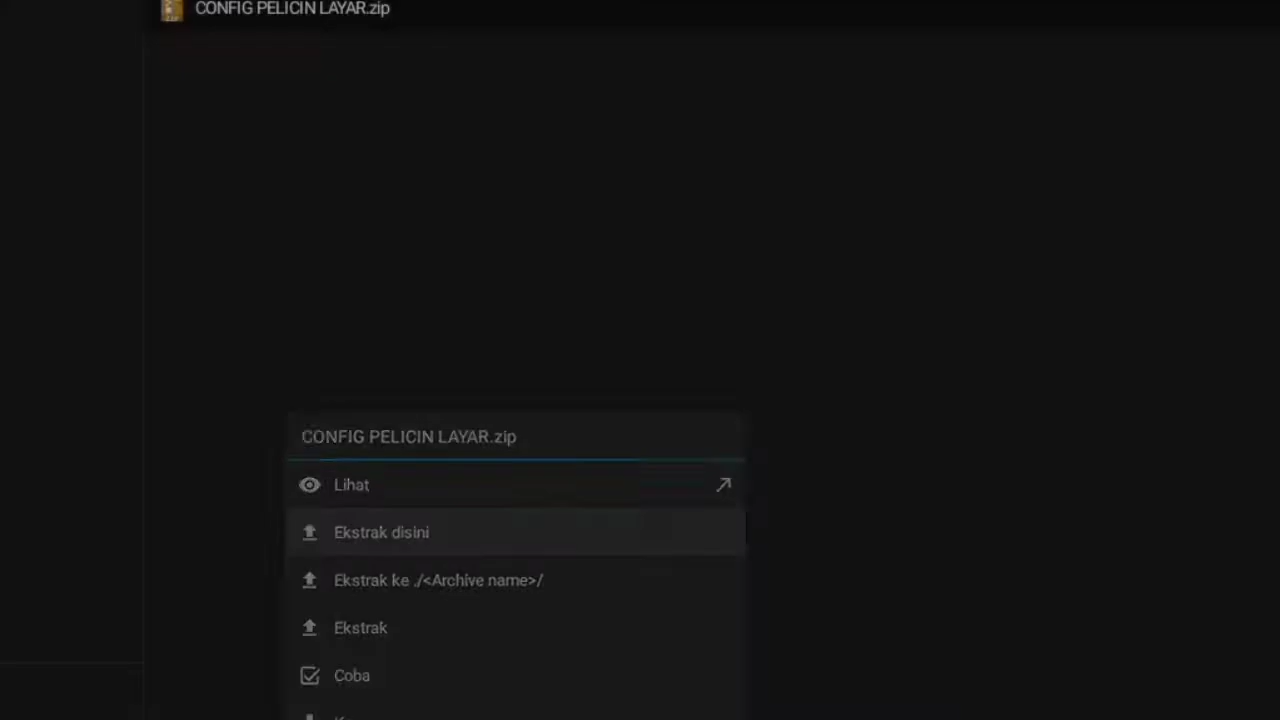 CONFIG PELICIN LAYAR.zip
CONFIG PELICIN LAYAR.zip
Lihat
Ekstrak disini
Ekstrak ke ./<Archive name>/
Ekstrak
Coba